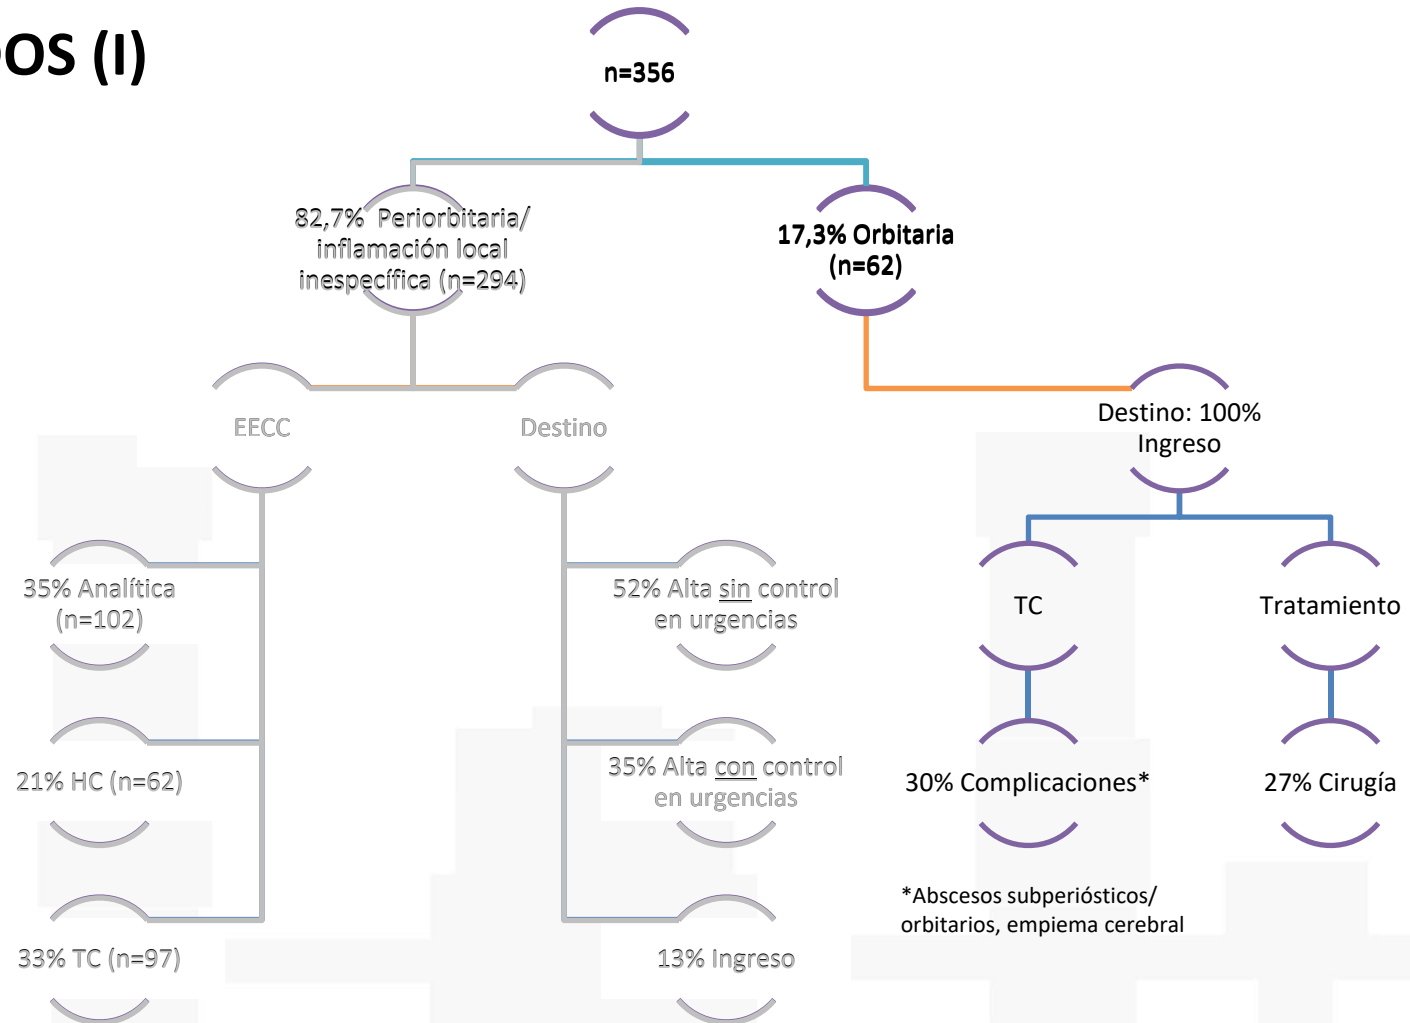 OS (I)
n=356
82,7% Periorbitaria/
inflamación local
inespecífica (n=294)
17,3% Orbitaria
(n=62)
EECC
Destino
Destino: 100%
Ingreso
35% Analítica
(n=102)
52% Alta sin control
en urgencias
TC
Tratamiento
21% HC (n=62)
35% Alta con control
en urgencias
30% Complicaciones*
27% Cirugía
*Abscesos subperiósticos/
orbitarios, empiema cerebral
33% TC (n=97)
13% Ingreso